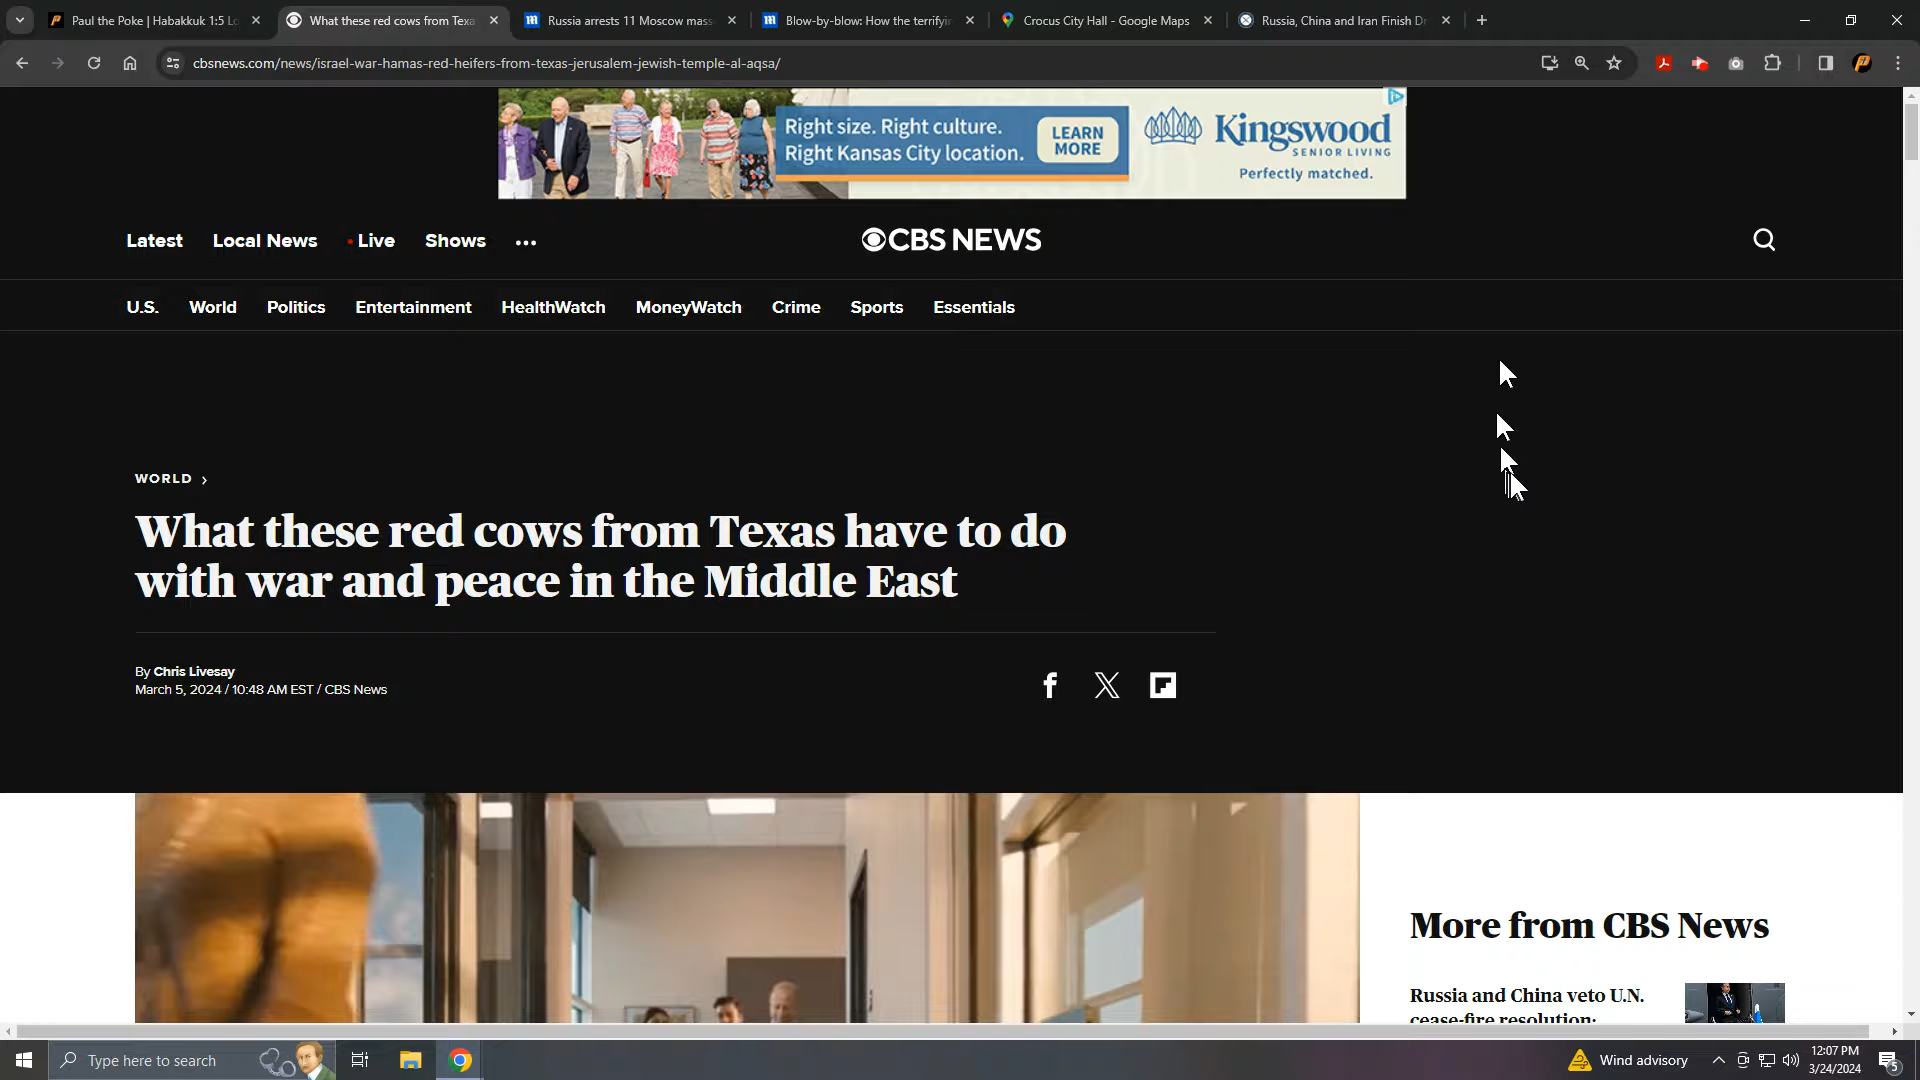 Paul the Poke | Habakkuk 1:5 Lo
What these red cows from Texa
Russia arrests 11 Moscow mass
Blow-by-blow: How the terrifyin
Crocus City Hall - Google Maps
Russia, China and Iran Finish Dr
cbsnews.com/news/israel-war-hamas-red-heifers-from-texas-jerusalem-jewish-temple-al-aqsa/
Right size. Right culture.
Right Kansas City location.
LEARN
MORE
Kingswood
SENIOR LIVING
Perfectly matched.
Latest
Local News
Live
Shows
CBS NEWS
U.S.
World
Politics
Entertainment
HealthWatch
MoneyWatch
Crime
Sports
Essentials
WORLD
What these red cows from Texas have to do
with war and peace in the Middle East
By Chris Livesay
March 5, 2024 / 10:48 AM EST / CBS News
More from CBS News
Russia and China veto U.N.
cease-fire resolution:
Type here to search
Wind advisory
12:07 PM
3/24/2024
5